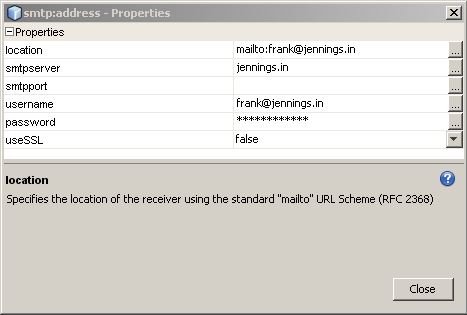 smtp:address - Properties
Properties
location mailto:frank@jennings.in ...
smtpserver jennings.in ...
smtpport ...
username frank@jennings.in ...
password ************ ...
useSSL false
location ?
Specifies the location of the receiver using the standard "mailto" URL Scheme (RFC 2368)
Close